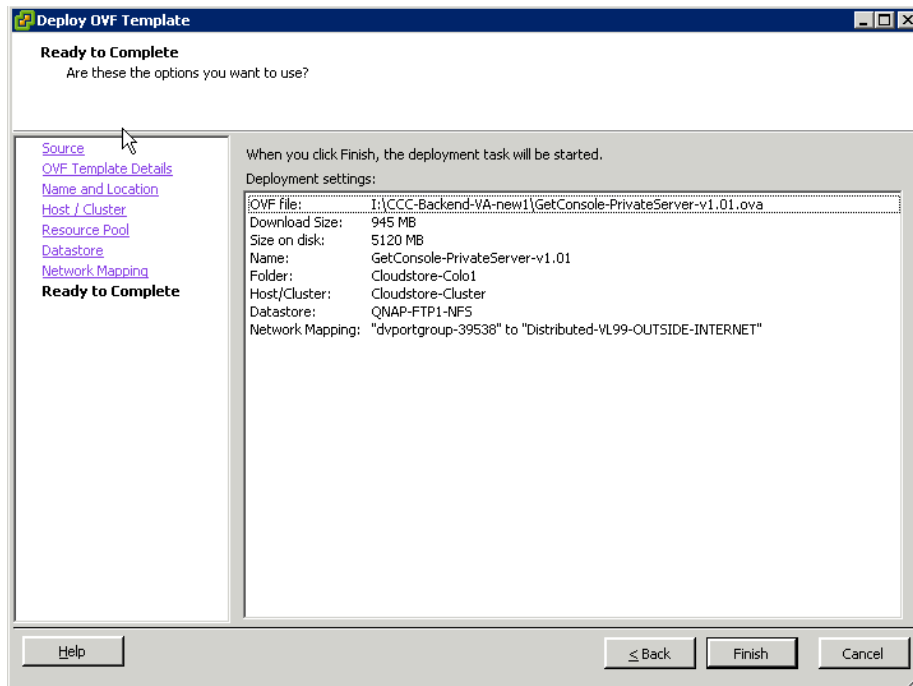 Deploy OVF Template
Ready to Complete
Are these the options you want to use?
Source
OVF Template Details
Name and Location
Host / Cluster
Resource Pool
Datastore
Network Mapping
Ready to Complete
When you click Finish, the deployment task will be started.
Deployment settings:
OVF file: I:\CCC-Backend-VA-new1\GetConsole-PrivateServer-v1.01.ova
Download Size: 945 MB
Size on disk: 5120 MB
Name: GetConsole-PrivateServer-v1.01
Folder: Cloudstore-Colo1
Host/Cluster: Cloudstore-Cluster
Datastore: QNAP-FTP1-NFS
Network Mapping: "dvportgroup-39538" to "Distributed-VL99-OUTSIDE-INTERNET"
Help
< Back
Finish
Cancel